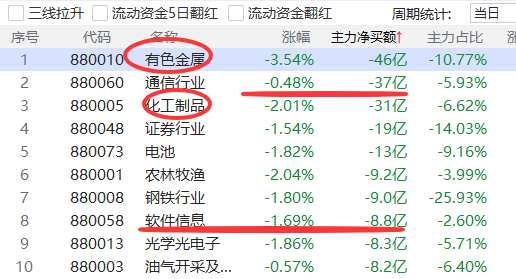 三线拉升 流动资金5日翻红 流动资金翻红 周期统计: 当日
序号 代码 名称 涨幅 主力净买额↑ 主力占比
1 880010 有色金属 -3.54% -46亿 -10.77%
2 880060 通信行业 -0.48% -37亿 -5.93%
3 880005 化工制品 -2.01% -31亿 -6.62%
4 880048 证券行业 -1.54% -19亿 -14.03%
5 880073 电池 -1.82% -13亿 -9.16%
6 880001 农林牧渔 -2.04% -9.2亿 -3.99%
7 880008 钢铁行业 -1.80% -9.0亿 -25.93%
8 880058 软件信息 -1.69% -8.8亿 -2.60%
9 880013 光学光电子 -1.86% -8.3亿 -5.71%
10 880003 油气开采及... -0.57% -8.2亿 -6.40%